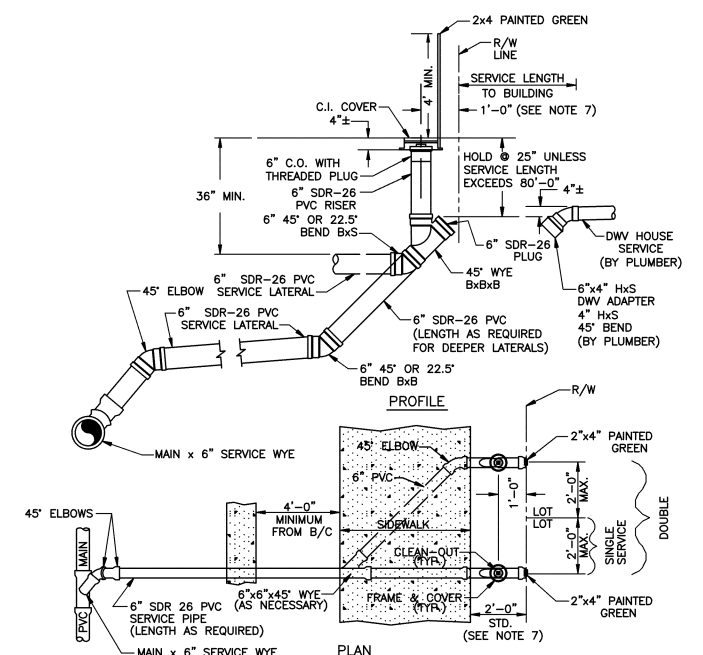 2x4 PAINTED GREEN
R/W
LINE
4' MIN.
SERVICE LENGTH
TO BUILDING
C.I. COVER
4"±
1'-0" (SEE NOTE 7)
6" C.O. WITH
THREADED PLUG
HOLD @ 25" UNLESS
SERVICE LENGTH
EXCEEDS 80'-0"
4"±
36" MIN.
6" SDR-26
PVC RISER
6" 45° OR 22.5°
BEND BxS
6" SDR-26
PLUG
DWV HOUSE
SERVICE
(BY PLUMBER)
6" SDR-26 PVC
SERVICE LATERAL
45° WYE
BxBxB
6"x4" HxS
DWV ADAPTER
4" HxS
45° BEND
(BY PLUMBER)
45° ELBOW
6" SDR-26 PVC
SERVICE LATERAL
6" SDR-26 PVC
(LENGTH AS REQUIRED
FOR DEEPER LATERALS)
6" 45° OR 22.5°
BEND BxB
PROFILE
R/W
MAIN x 6" SERVICE WYE
45° ELBOW
2"x4" PAINTED
GREEN
6" PVC
1'-0"
2'-0"
MAX.
45° ELBOWS
4'-0"
MINIMUM
FROM B/C
SIDEWALK
LOT
LOT
2'-0"
MAX.
SINGLE
SERVICE
DOUBLE
MAIN
CLEAN-OUT
(TYP.)
6"x6"x45° WYE
(AS NECESSARY)
FRAME & COVER
(TYP.)
6" SDR 26 PVC
SERVICE PIPE
(LENGTH AS REQUIRED)
2'-0"
STD.
(SEE NOTE 7)
2"x4" PAINTED
GREEN
PVC
MAIN x 6" SERVICE WYE
PLAN